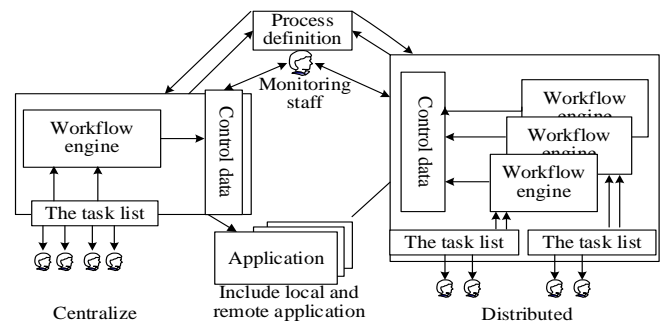 Process
definition
Monitoring
staff
Workflow
engine
Control data
The task list
Centralize
Application
Include local and
remote application
Control data
Workflow
engine
Workflow
engine
Workflow
engine
The task list
The task list
Distributed